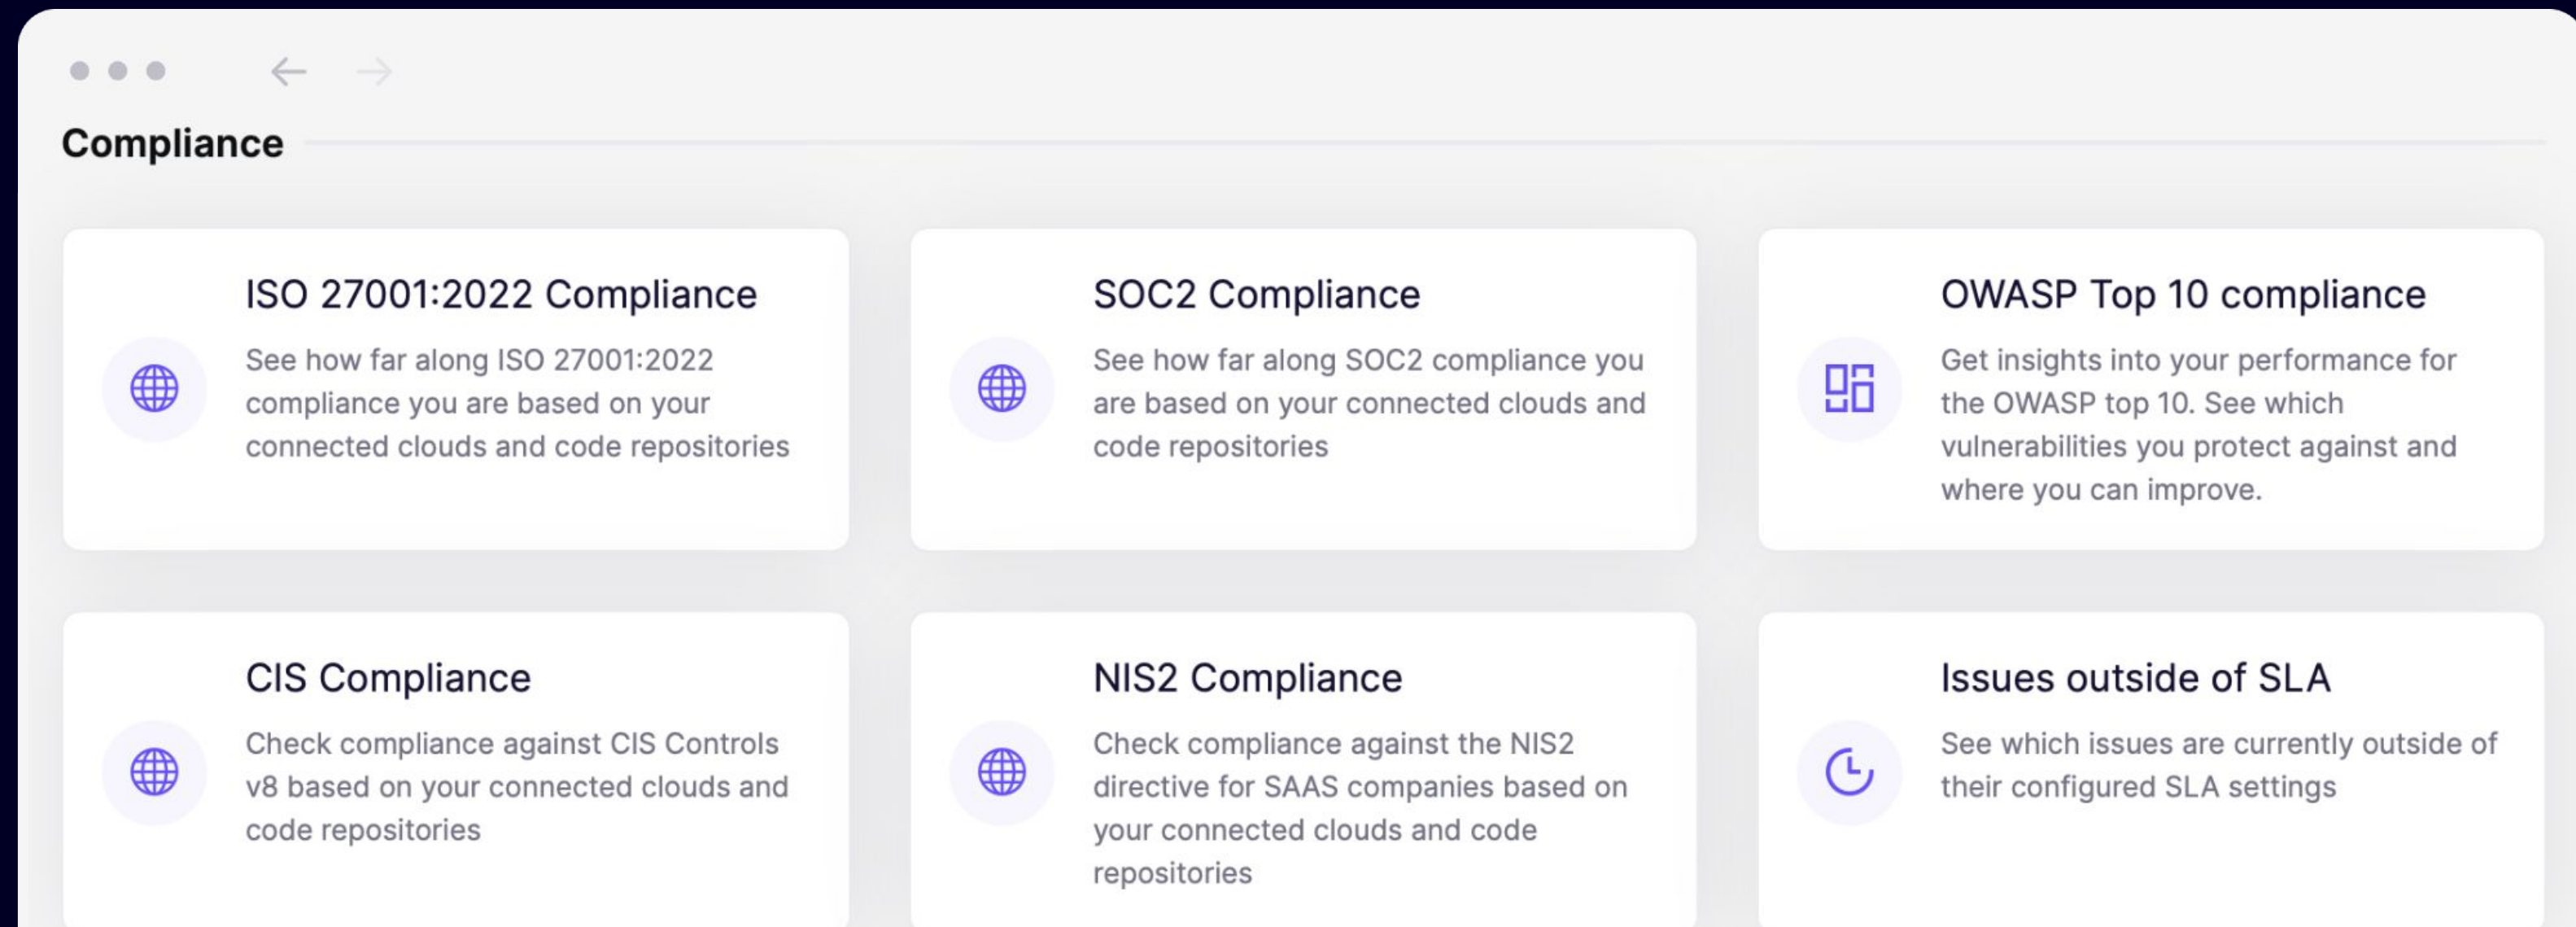 Compliance
ISO 27001:2022 Compliance
See how far along ISO 27001:2022
compliance you are based on your
connected clouds and code repositories
SOC2 Compliance
See how far along SOC2 compliance you
are based on your connected clouds and
code repositories
OWASP Top 10 compliance
Get insights into your performance for
the OWASP top 10. See which
vulnerabilities you protect against and
where you can improve.
CIS Compliance
Check compliance against CIS Controls
v8 based on your connected clouds and
code repositories
NIS2 Compliance
Check compliance against the NIS2
directive for SAAS companies based on
your connected clouds and code
repositories
Issues outside of SLA
See which issues are currently outside of
their configured SLA settings